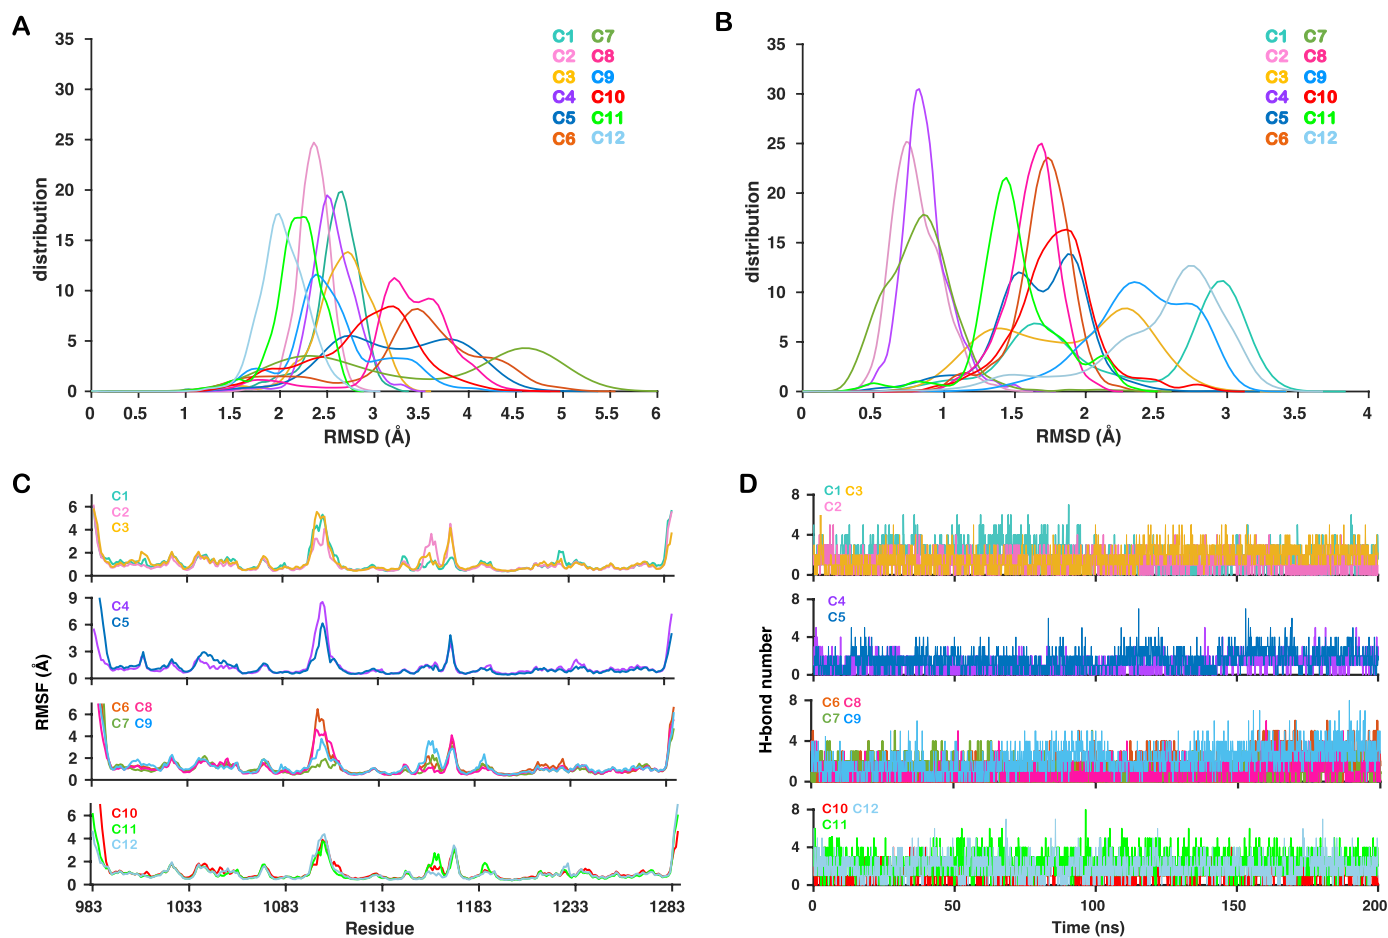 A
35
30
25
20
15
10
5
0
distribution
C1 C7
C2 C8
C3 C9
C4 C10
C5 C11
C6 C12
0 0.5 1 1.5 2 2.5 3 3.5 4 4.5 5 5.5 6
RMSD (Å)
B
35
30
25
20
15
10
5
0
distribution
C1 C7
C2 C8
C3 C9
C4 C10
C5 C11
C6 C12
0 0.5 1 1.5 2 2.5 3 3.5 4
RMSD (Å)
C
RMSF (Å)
C1
C2
C3
6
4
2
0
C4
C5
9
6
3
0
C6 C8
C7 C9
6
4
2
0
C10
C11
C12
6
4
2
0
983 1033 1083 1133 1183 1233 1283
Residue
D
H-bond number
C1 C3
C2
8
4
0
C4
C5
8
4
0
C6 C8
C7 C9
8
4
0
C10 C12
C11
8
4
0
0 50 100 150 200
Time (ns)